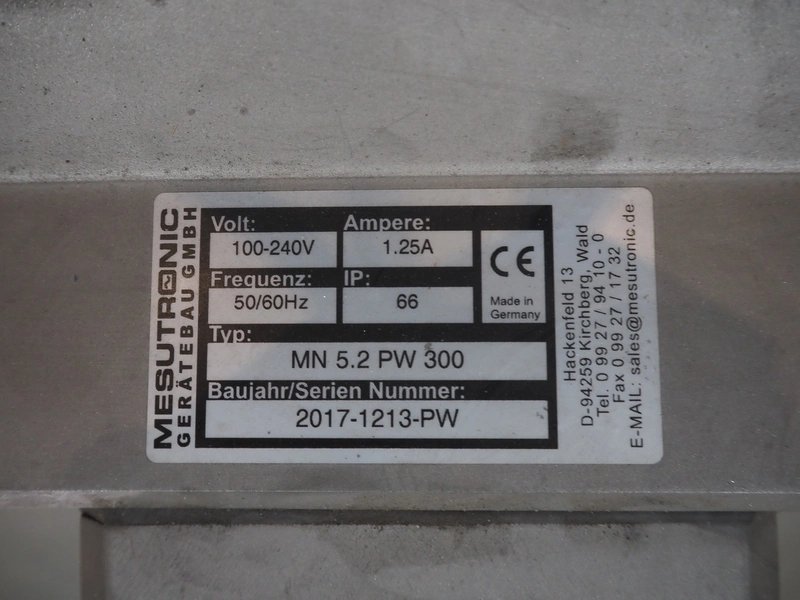 MESUTRONIC
GERÄTEBAU GMBH
Volt:
100-240V
Ampere:
1.25A
Frequenz:
50/60Hz
IP:
66
CE
Made in
Germany
Typ:
MN 5.2 PW 300
Baujahr/Serien Nummer:
2017-1213-PW
Hackenfeld 13
D-94259 Kirchberg, Wald
Tel. 0 99 27 / 94 10 - 0
Fax 0 99 27 / 17 32
E-MAIL: sales@mesutronic.de